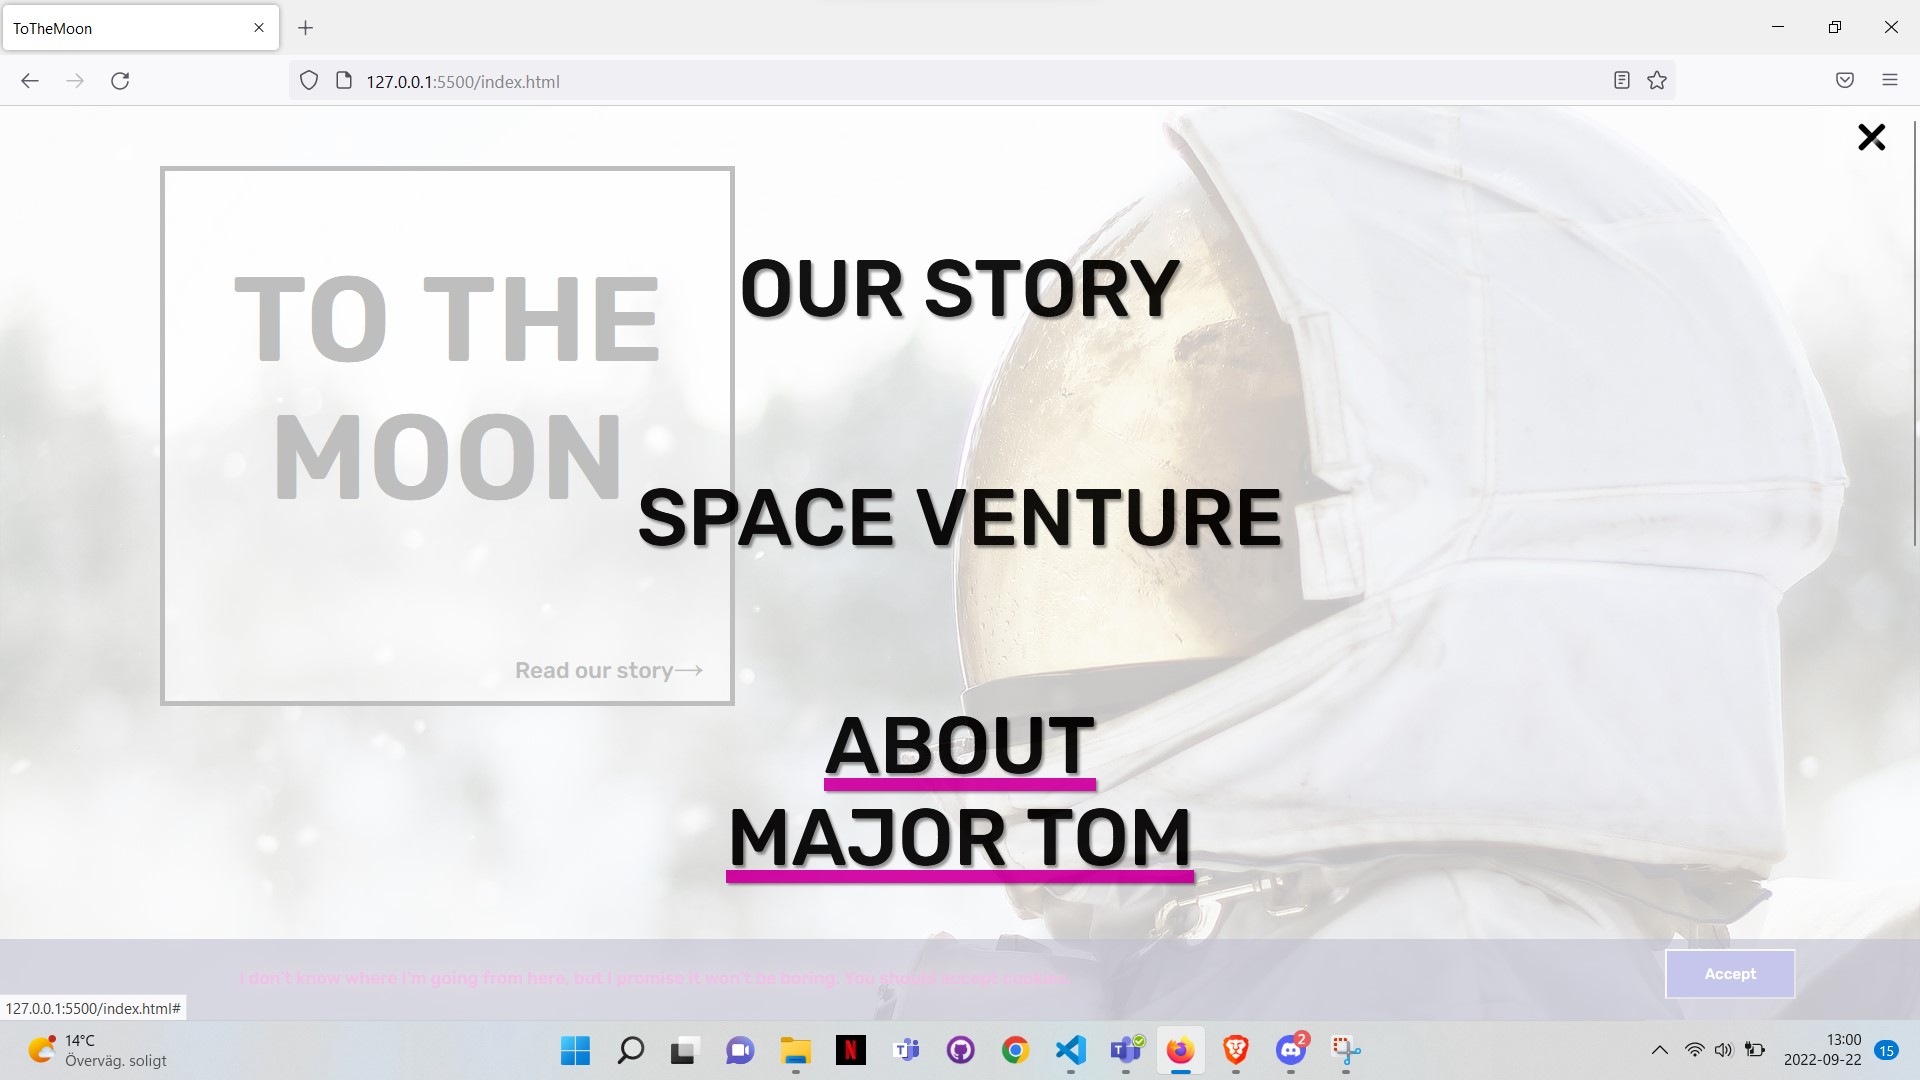 ToTheMoon
127.0.0.1:5500/index.html
TO THE
MOON
Read our story→
OUR STORY
SPACE VENTURE
ABOUT
MAJOR TOM
I don't know where I'm going from here, but I promise it won't be boring. You should accept cookies.
Accept
127.0.0.1:5500/index.html#
14°C
Överväg. soligt
N
T
T
2
13:00
2022-09-22
15